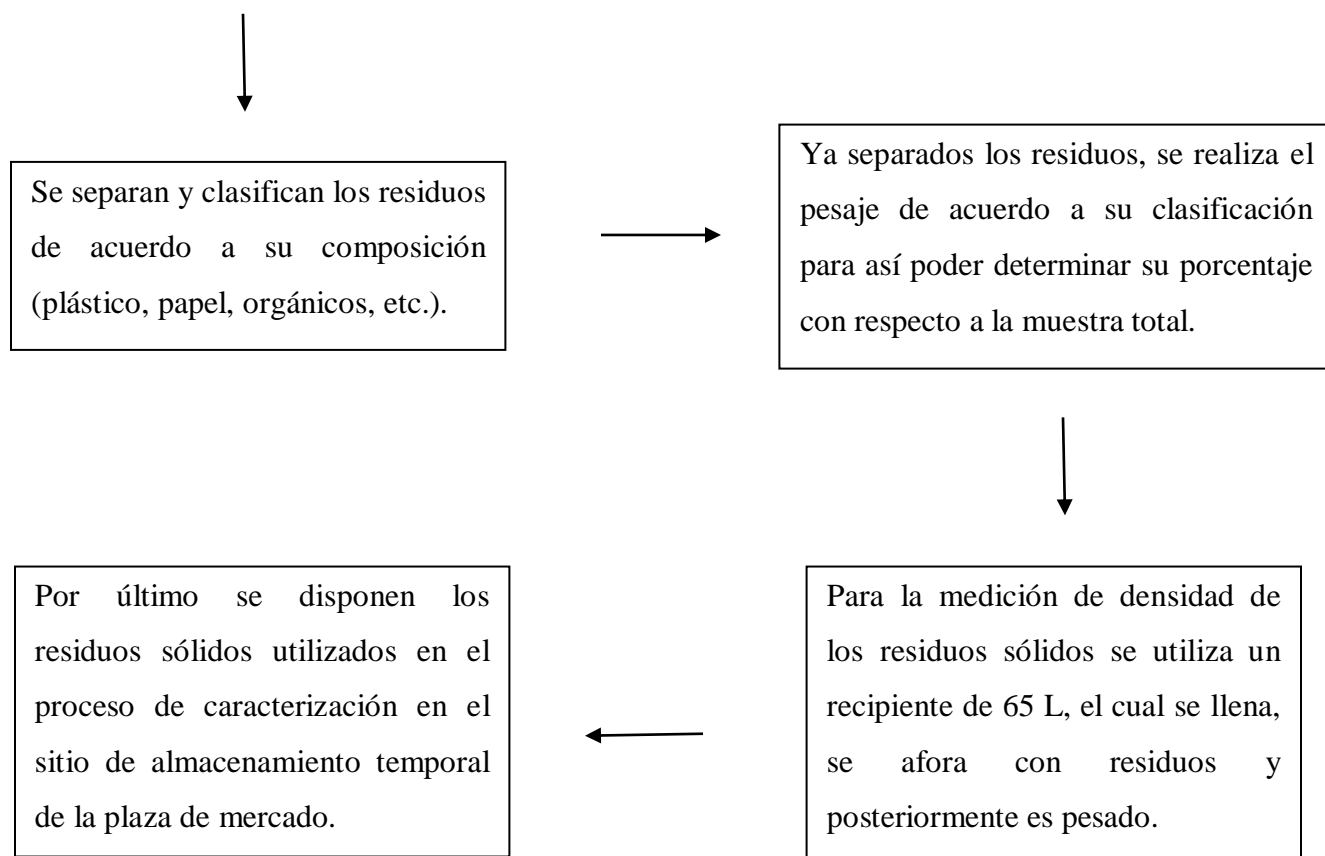 Se separan y clasifican los residuos
de acuerdo a su composición
(plástico, papel, orgánicos, etc.).
Ya separados los residuos, se realiza el
pesaje de acuerdo a su clasificación
para así poder determinar su porcentaje
con respecto a la muestra total.
Para la medición de densidad de
los residuos sólidos se utiliza un
recipiente de 65 L, el cual se llena,
se afora con residuos y
posteriormente es pesado.
Por último se disponen los
residuos sólidos utilizados en el
proceso de caracterización en el
sitio de almacenamiento temporal
de la plaza de mercado.